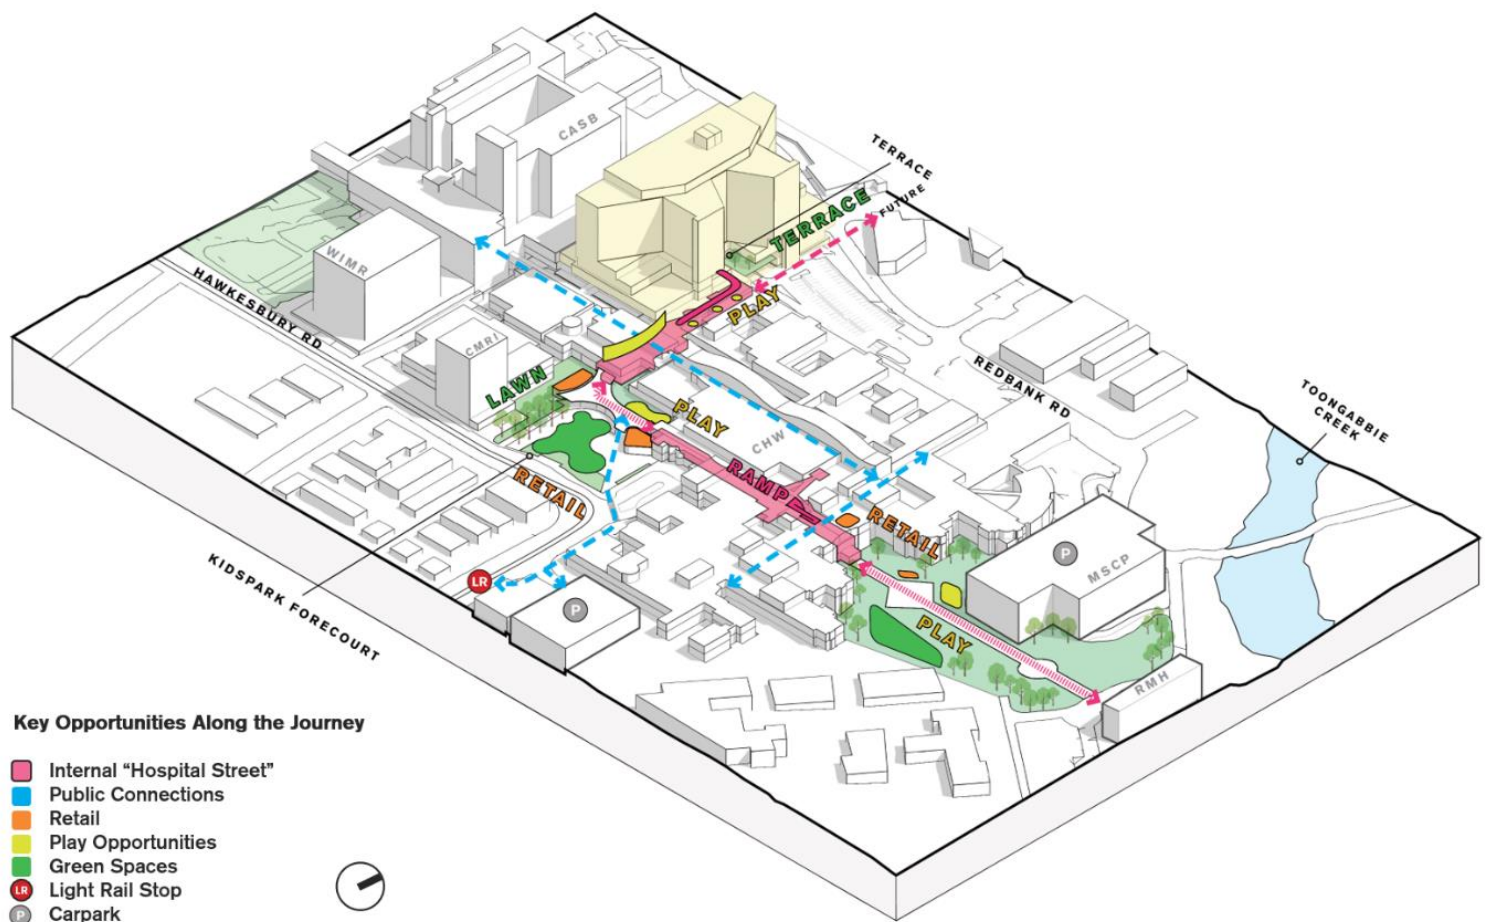 CASB
TERRACE
FUTURE
TERRACE
WIMR
HAWKESBURY RD
PLAY
CMRI
LAWN
REDBANK RD
TOONGABBIE
CREEK
PLAY
CHW
RAMP
RETAIL
RETAIL
P
MSCP
KIDSPARK FORECOURT
LR
P
PLAY
RMH
Key Opportunities Along the Journey
Internal “Hospital Street”
Public Connections
Retail
Play Opportunities
Green Spaces
LR Light Rail Stop
P Carpark